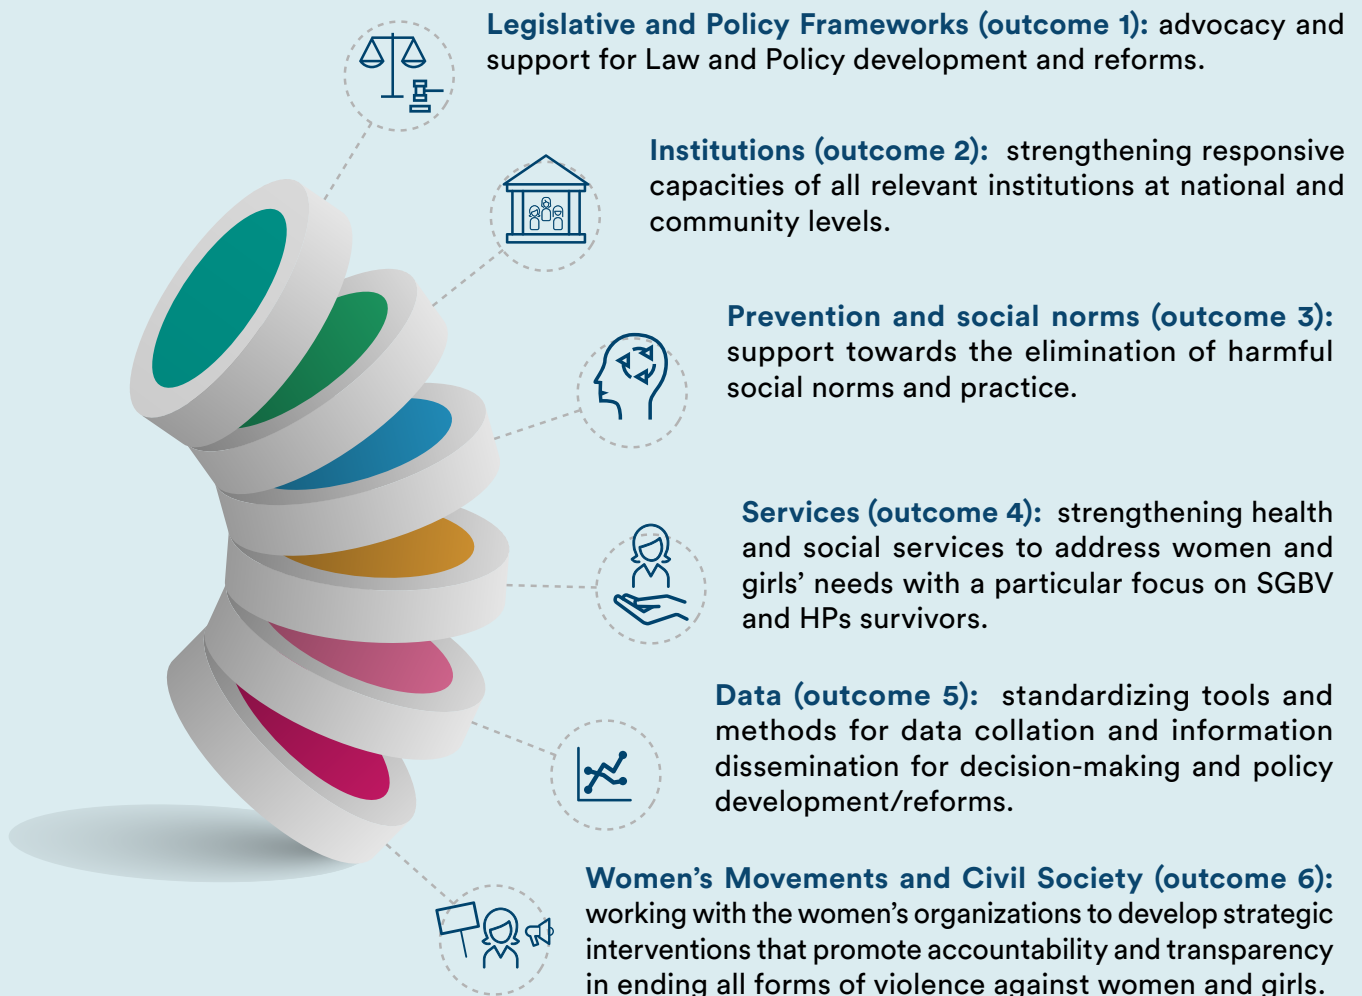 Legislative and Policy Frameworks (outcome 1): advocacy and
support for Law and Policy development and reforms.
Institutions (outcome 2): strengthening responsive
capacities of all relevant institutions at national and
community levels.
Prevention and social norms (outcome 3):
support towards the elimination of harmful
social norms and practice.
Services (outcome 4): strengthening health
and social services to address women and
girls’ needs with a particular focus on SGBV
and HPs survivors.
Data (outcome 5): standardizing tools and
methods for data collation and information
dissemination for decision-making and policy
development/reforms.
Women’s Movements and Civil Society (outcome 6):
working with the women’s organizations to develop strategic
interventions that promote accountability and transparency
in ending all forms of violence against women and girls.